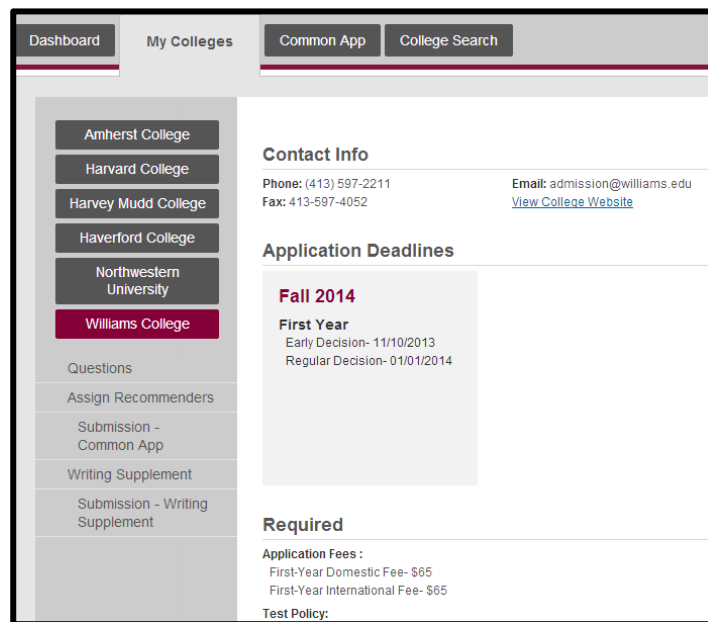 Dashboard
My Colleges
Common App
College Search
Amherst College
Harvard College
Harvey Mudd College
Haverford College
Northwestern
University
Williams College
Questions
Assign Recommenders
Submission -
Common App
Writing Supplement
Submission - Writing
Supplement
Contact Info
Phone: (413) 597-2211
Fax: 413-597-4052
Email: admission@williams.edu
View College Website
Application Deadlines
Fall 2014
First Year
Early Decision- 11/10/2013
Regular Decision- 01/01/2014
Required
Application Fees :
First-Year Domestic Fee- $65
First-Year International Fee- $65
Test Policy: